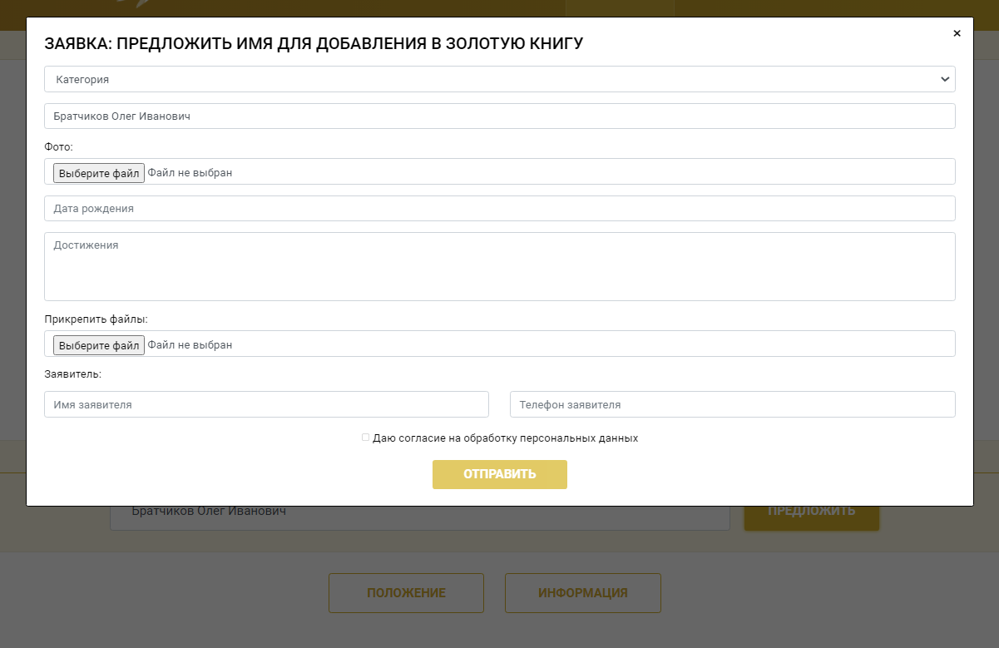 ЗАЯВКА: ПРЕДЛОЖИТЬ ИМЯ ДЛЯ ДОБАВЛЕНИЯ В ЗОЛОТУЮ КНИГУ
×
Категория
Братчиков Олег Иванович
Фото:
Выберите файл Файл не выбран
Дата рождения
Достижения
Прикрепить файлы:
Выберите файл Файл не выбран
Заявитель:
Имя заявителя
Телефон заявителя
Даю согласие на обработку персональных данных
ОТПРАВИТЬ
Братчиков Олег Иванович
ПРЕДЛОЖИТЬ
ПОЛОЖЕНИЕ
ИНФОРМАЦИЯ